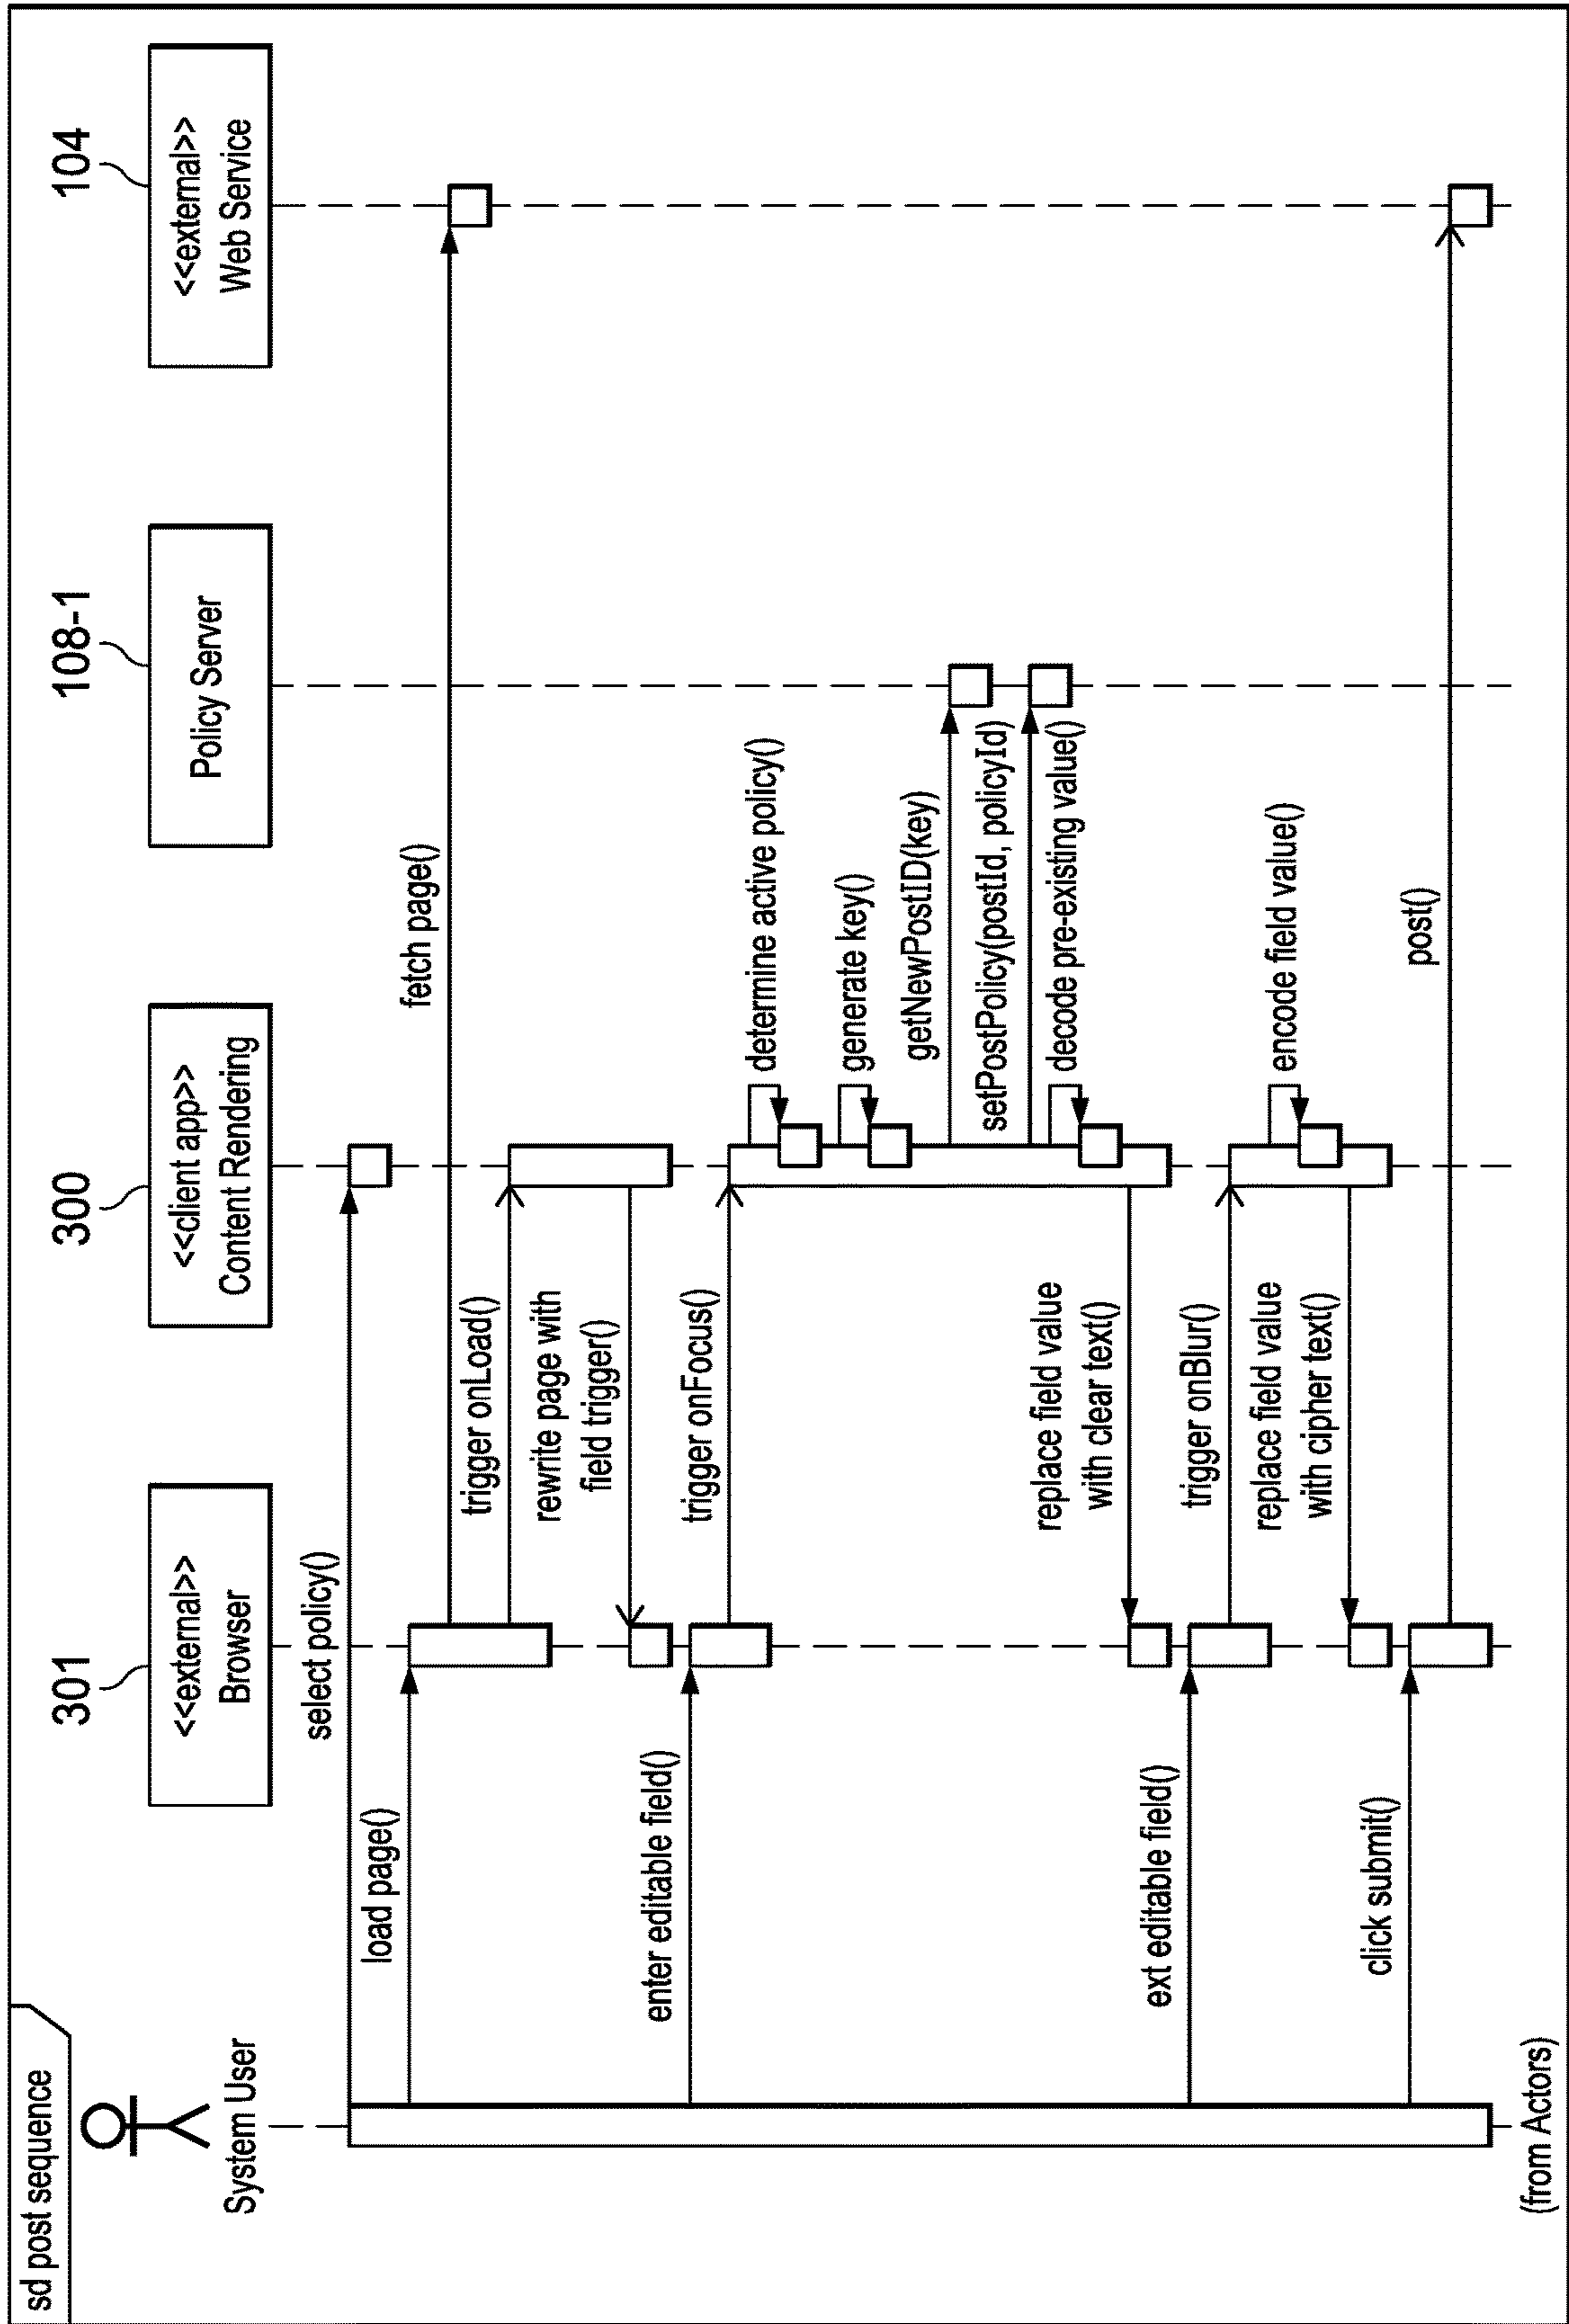 sd post sequence
System User
301
<<external>>
Browser
300
<<client app>>
Content Rendering
108-1
Policy Server
104
<<external>>
Web Service
select policy()
load page()
fetch page()
trigger onLoad()
rewrite page with
field trigger()
enter editable field()
trigger onFocus()
determine active policy()
generate key()
getNewPostID(key)
setPostPolicy(postId, policyId)
decode pre-existing value()
replace field value
with clear text()
ext editable field()
trigger onBlur()
encode field value()
replace field value
with cipher text()
click submit()
post()
(from Actors)